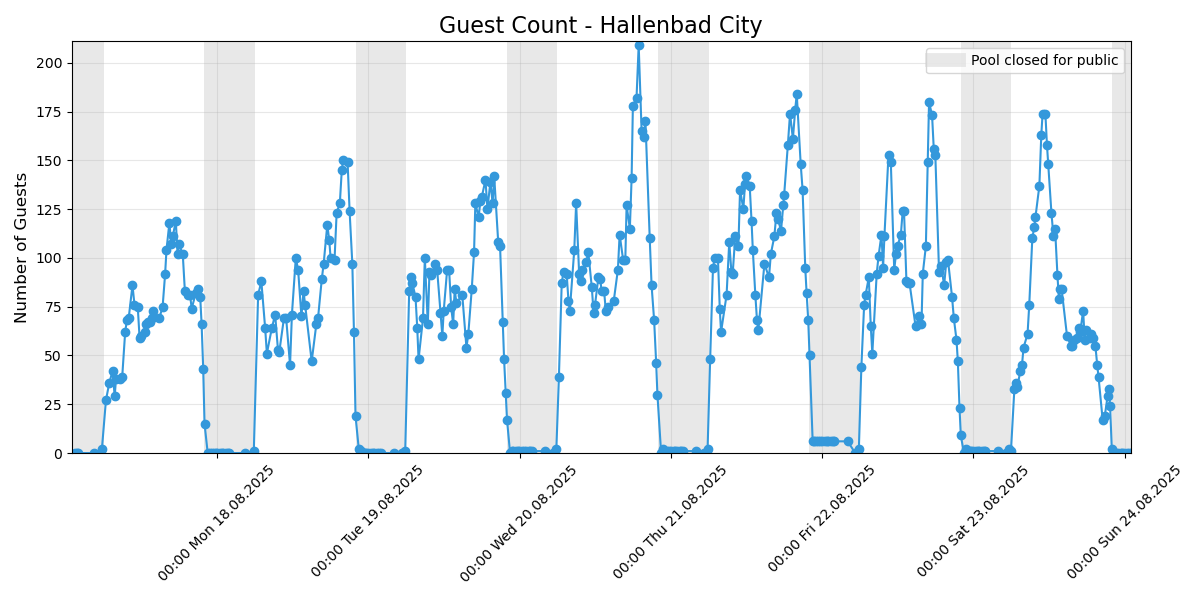 Guest Count - Hallenbad City
Pool closed for public
Number of Guests
200
175
150
125
100
75
50
25
0
00:00 Mon 18.08.2025
00:00 Tue 19.08.2025
00:00 Wed 20.08.2025
00:00 Thu 21.08.2025
00:00 Fri 22.08.2025
00:00 Sat 23.08.2025
00:00 Sun 24.08.2025